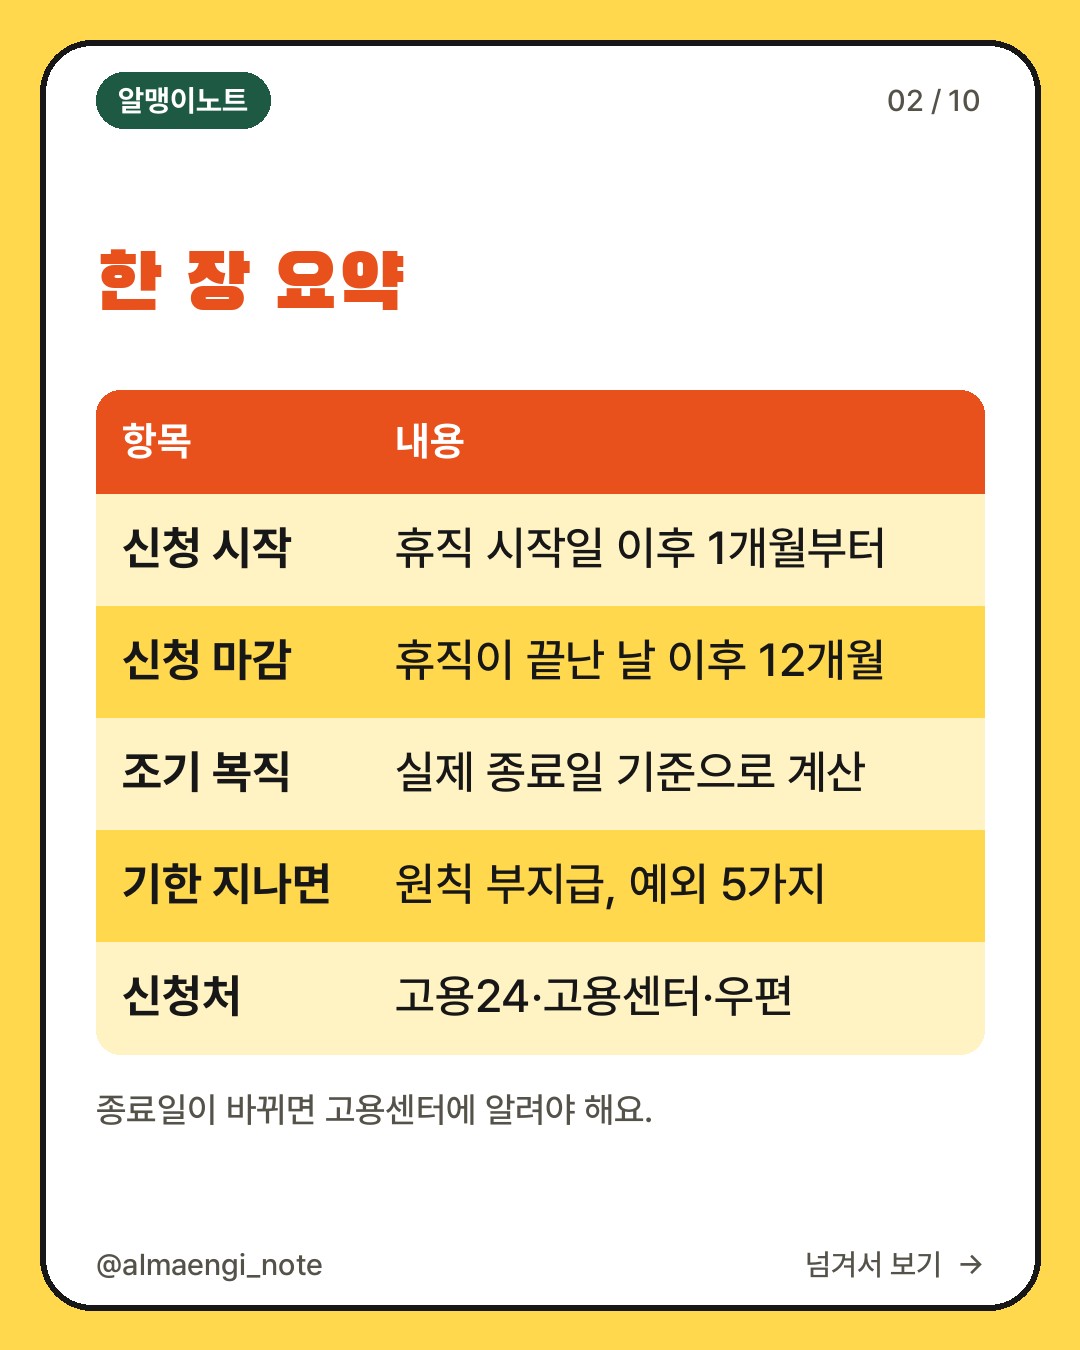 알맹이노트
02 / 10
한 장 요약
항목 내용
신청 시작 휴직 시작일 이후 1개월부터
신청 마감 휴직이 끝난 날 이후 12개월
조기 복직 실제 종료일 기준으로 계산
기한 지나면 원칙 부지급, 예외 5가지
신청처 고용24·고용센터·우편
종료일이 바뀌면 고용센터에 알려야 해요.
@almaengi_note
넘겨서 보기 →